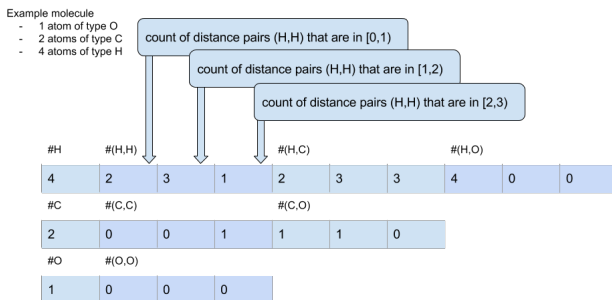 Example molecule
- 1 atom of type O
- 2 atoms of type C
- 4 atoms of type H
count of distance pairs (H,H) that are in [0,1)
count of distance pairs (H,H) that are in [1,2)
count of distance pairs (H,H) that are in [2,3)
#H #(H,H) #(H,C) #(H,O)
4 2 3 1 2 3 3 4 0 0
#C #(C,C) #(C,O)
2 0 0 1 1 1 0
#O #(O,O)
1 0 0 0